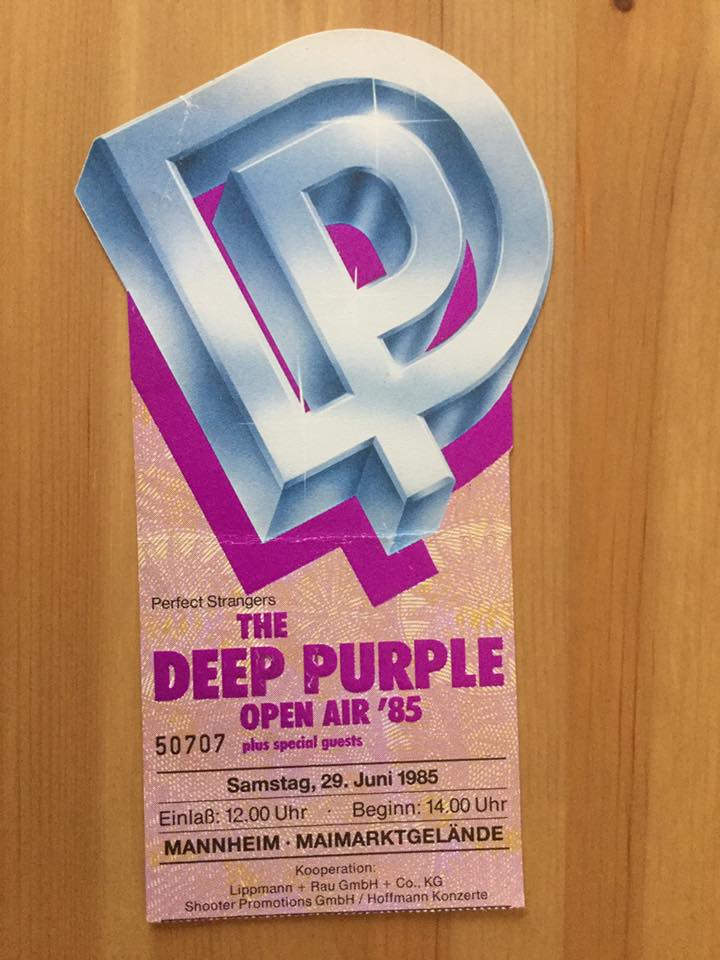 DP
Perfect Strangers
THE
DEEP PURPLE
OPEN AIR '85
50707 plus special guests
Samstag, 29. Juni 1985
Einlaß: 12.00 Uhr · Beginn: 14.00 Uhr
MANNHEIM · MAIMARKTGELÄNDE
Kooperation:
Lippmann + Rau GmbH + Co., KG
Shooter Promotions GmbH / Hoffmann Konzerte